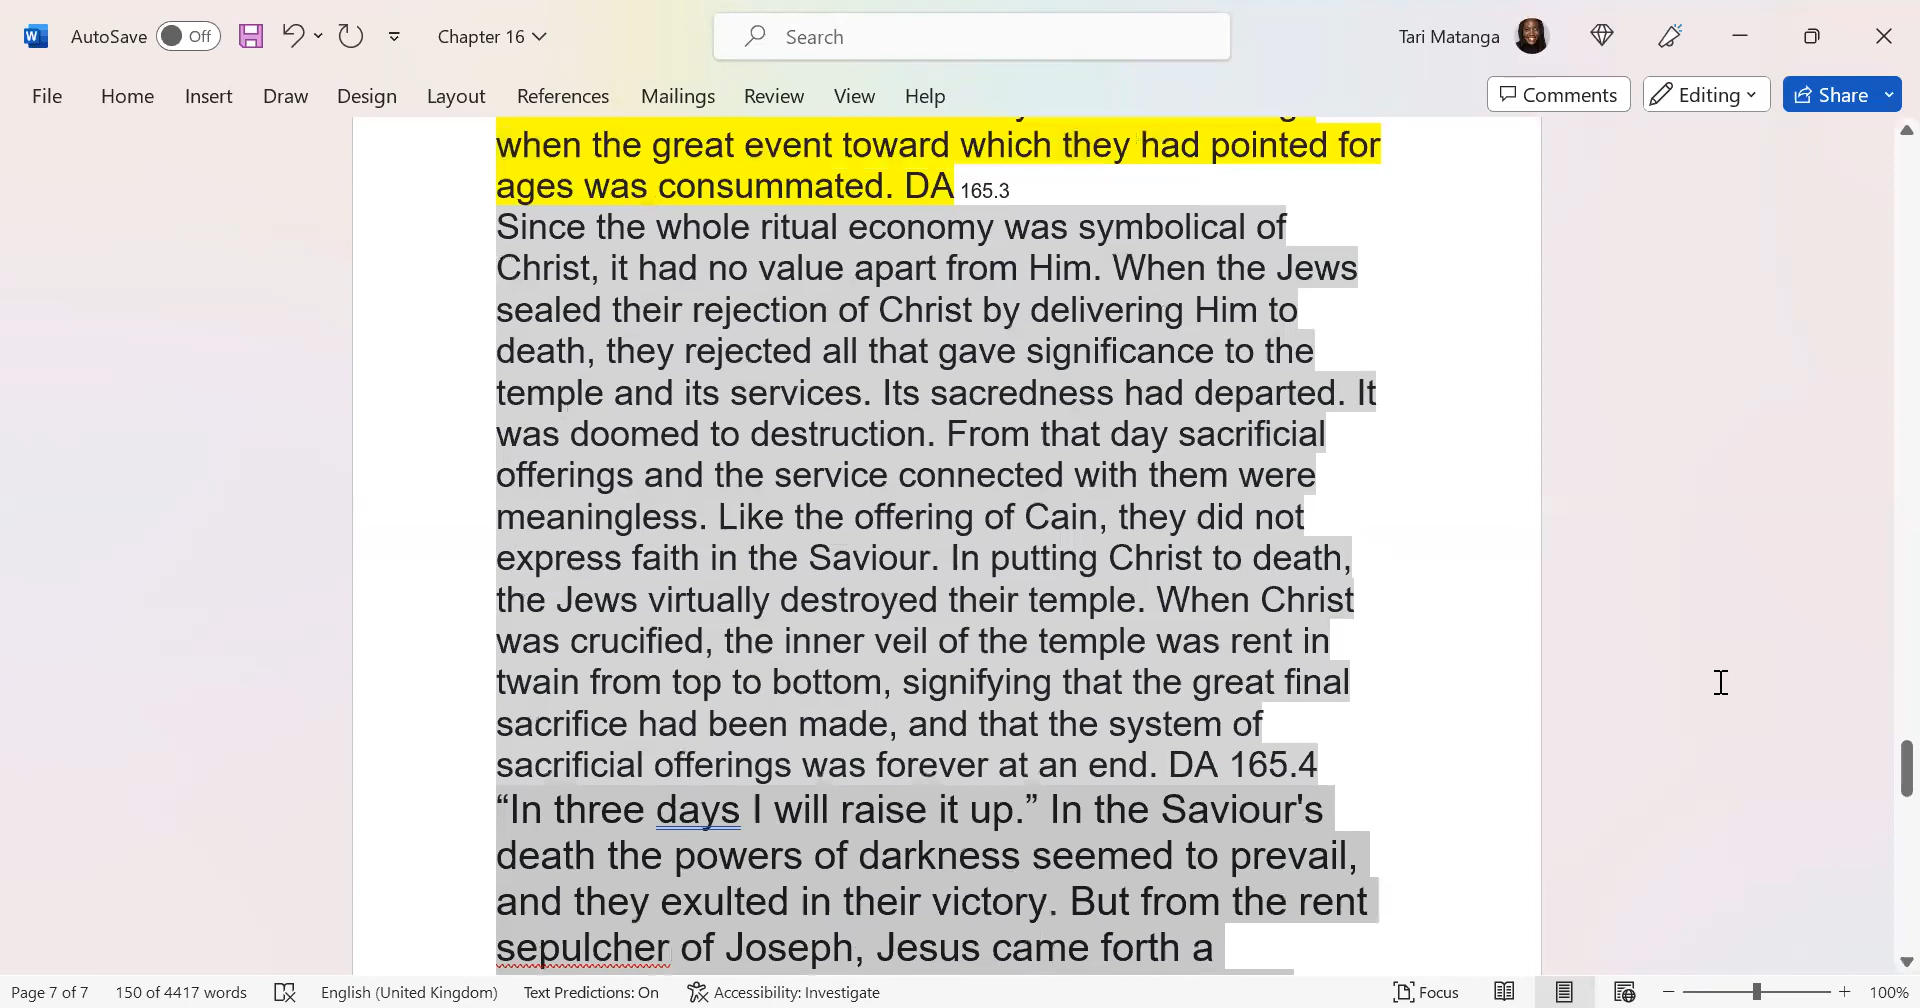 AutoSave Off Chapter 16 Search Tari Matanga
File Home Insert Draw Design Layout References Mailings Review View Help Comments Editing Share
when the great event toward which they had pointed for
ages was consummated. DA 165.3
Since the whole ritual economy was symbolical of
Christ, it had no value apart from Him. When the Jews
sealed their rejection of Christ by delivering Him to
death, they rejected all that gave significance to the
temple and its services. Its sacredness had departed. It
was doomed to destruction. From that day sacrificial
offerings and the service connected with them were
meaningless. Like the offering of Cain, they did not
express faith in the Saviour. In putting Christ to death,
the Jews virtually destroyed their temple. When Christ
was crucified, the inner veil of the temple was rent in
twain from top to bottom, signifying that the great final
sacrifice had been made, and that the system of
sacrificial offerings was forever at an end. DA 165.4
“In three days I will raise it up.” In the Saviour's
death the powers of darkness seemed to prevail,
and they exulted in their victory. But from the rent
sepulcher of Joseph, Jesus came forth a
Page 7 of 7 150 of 4417 words English (United Kingdom) Text Predictions: On Accessibility: Investigate Focus 100%